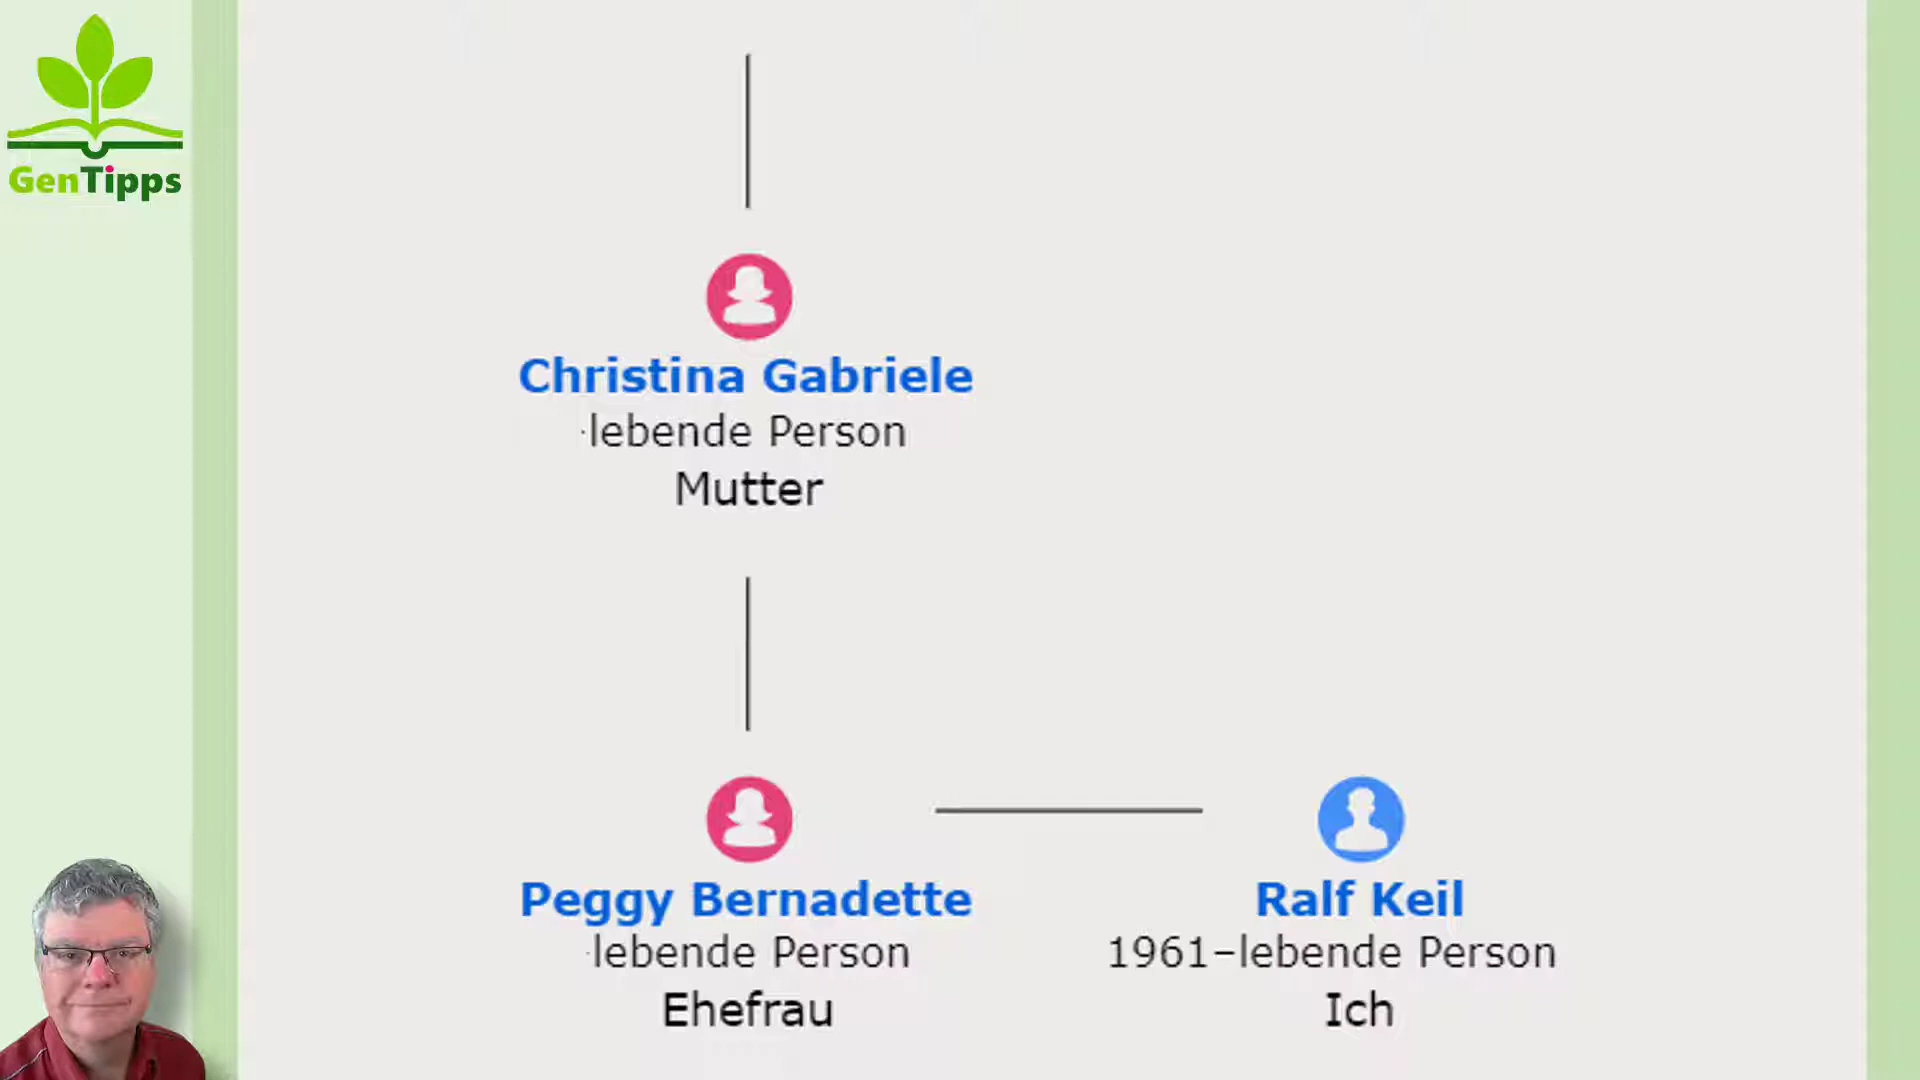 GenTipps
Christina Gabriele
lebende Person
Mutter
Peggy Bernadette
lebende Person
Ehefrau
Ralf Keil
1961–lebende Person
Ich